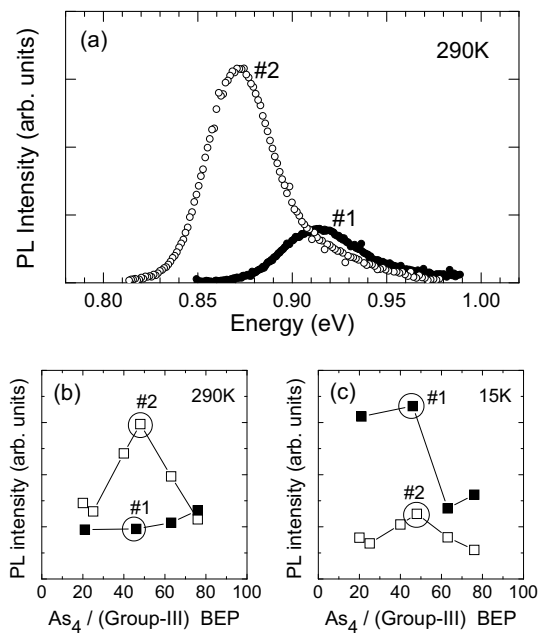 (a)
290K
#2
#1
PL Intensity (arb. units)
0.80 0.85 0.90 0.95 1.00
Energy (eV)
(b)
290K
#2
#1
PL intensity (arb. units)
0 20 40 60 80 100
As4 / (Group-III) BEP
(c)
15K
#1
#2
PL intensity (arb. units)
0 20 40 60 80 100
As4 / (Group-III) BEP